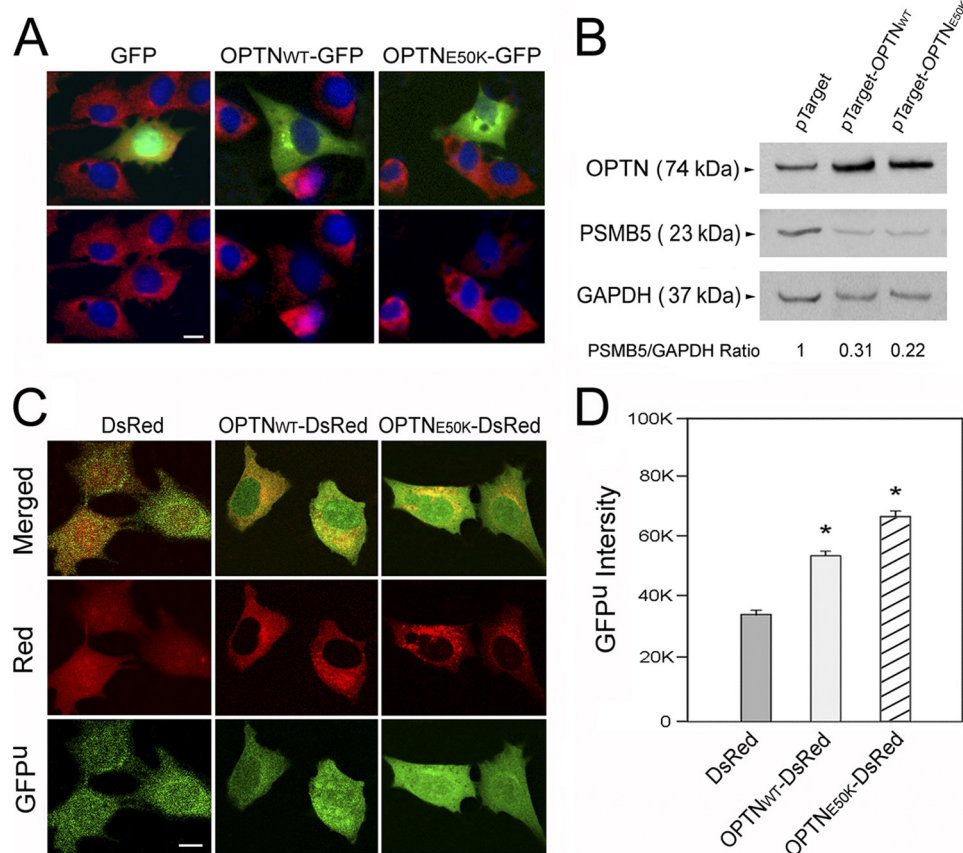 A
GFP OPTNWT-GFP OPTNE50K-GFP
B
pTarget
pTarget-OPTNWT
pTarget-OPTNE50K
OPTN (74 kDa)
PSMB5 ( 23 kDa)
GAPDH (37 kDa)
PSMB5/GAPDH Ratio 1 0.31 0.22
C
DsRed OPTNWT-DsRed OPTNE50K-DsRed
Merged
Red
GFPu
D
100K
80K
60K
40K
20K
0
GFPu Intersity
* *
DsRed
OPTNWT-DsRed
OPTNE50K-DsRed